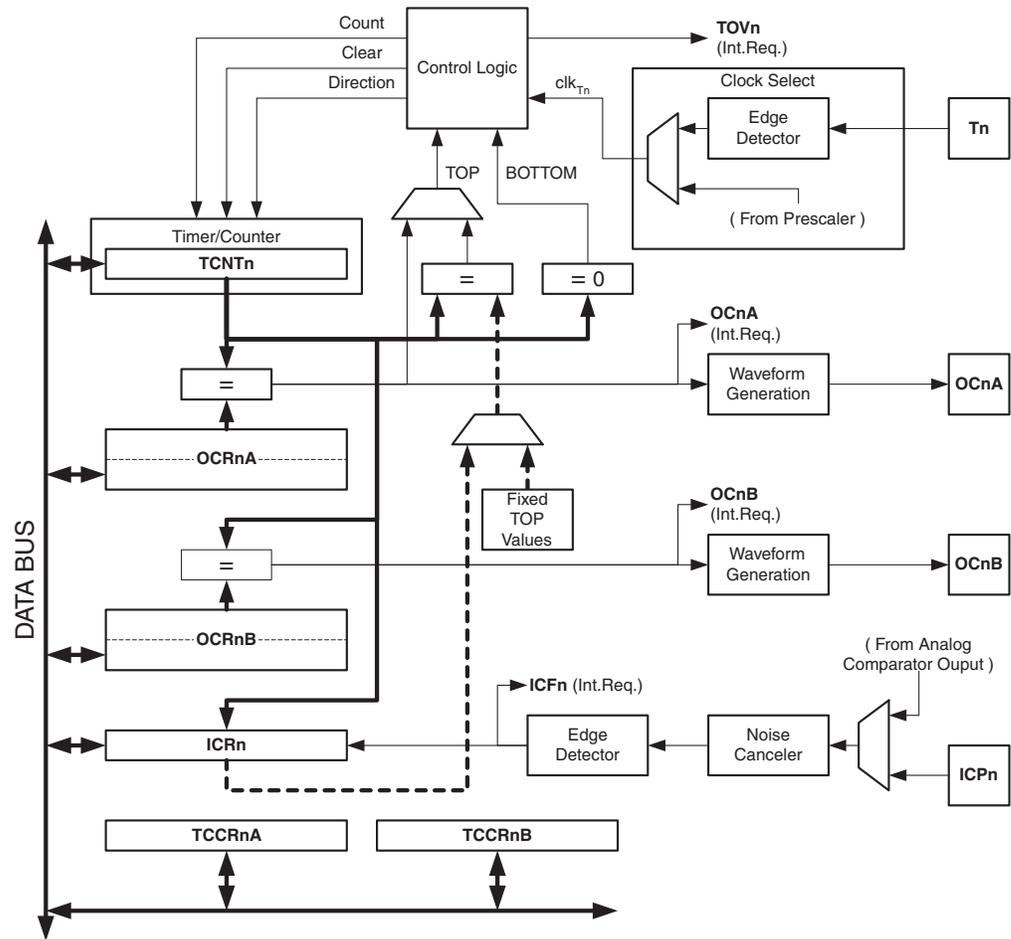 Count
Clear
Direction
Control Logic
TOVn
(Int.Req.)
clkTn
Clock Select
Edge
Detector
Tn
( From Prescaler )
TOP
BOTTOM
Timer/Counter
TCNTn
=
= 0
OCnA
(Int.Req.)
=
Waveform
Generation
OCnA
OCRnA
Fixed
TOP
Values
OCnB
(Int.Req.)
DATA BUS
=
Waveform
Generation
OCnB
OCRnB
( From Analog
Comparator Ouput )
ICFn (Int.Req.)
ICRn
Edge
Detector
Noise
Canceler
ICPn
TCCRnA
TCCRnB